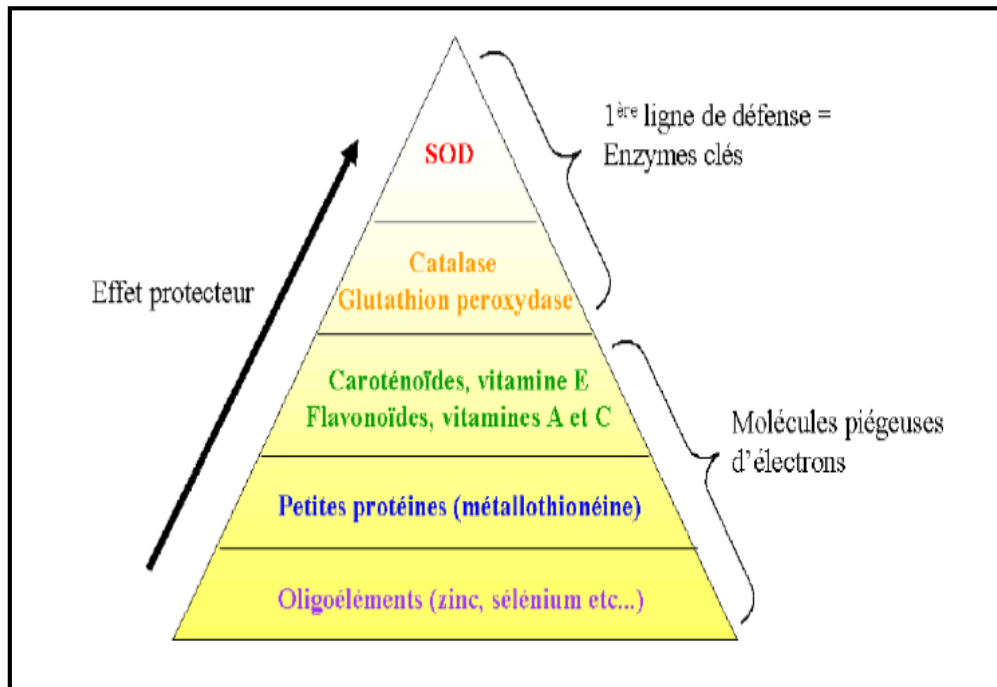 1ère ligne de défense =
Enzymes clés
SOD
Effet protecteur
Catalase
Glutathion peroxydase
Caroténoïdes, vitamine E
Flavonoïdes, vitamines A et C
Molécules piégeuses
d'électrons
Petites protéines (métallothionéine)
Oligoéléments (zinc, sélénium etc...)